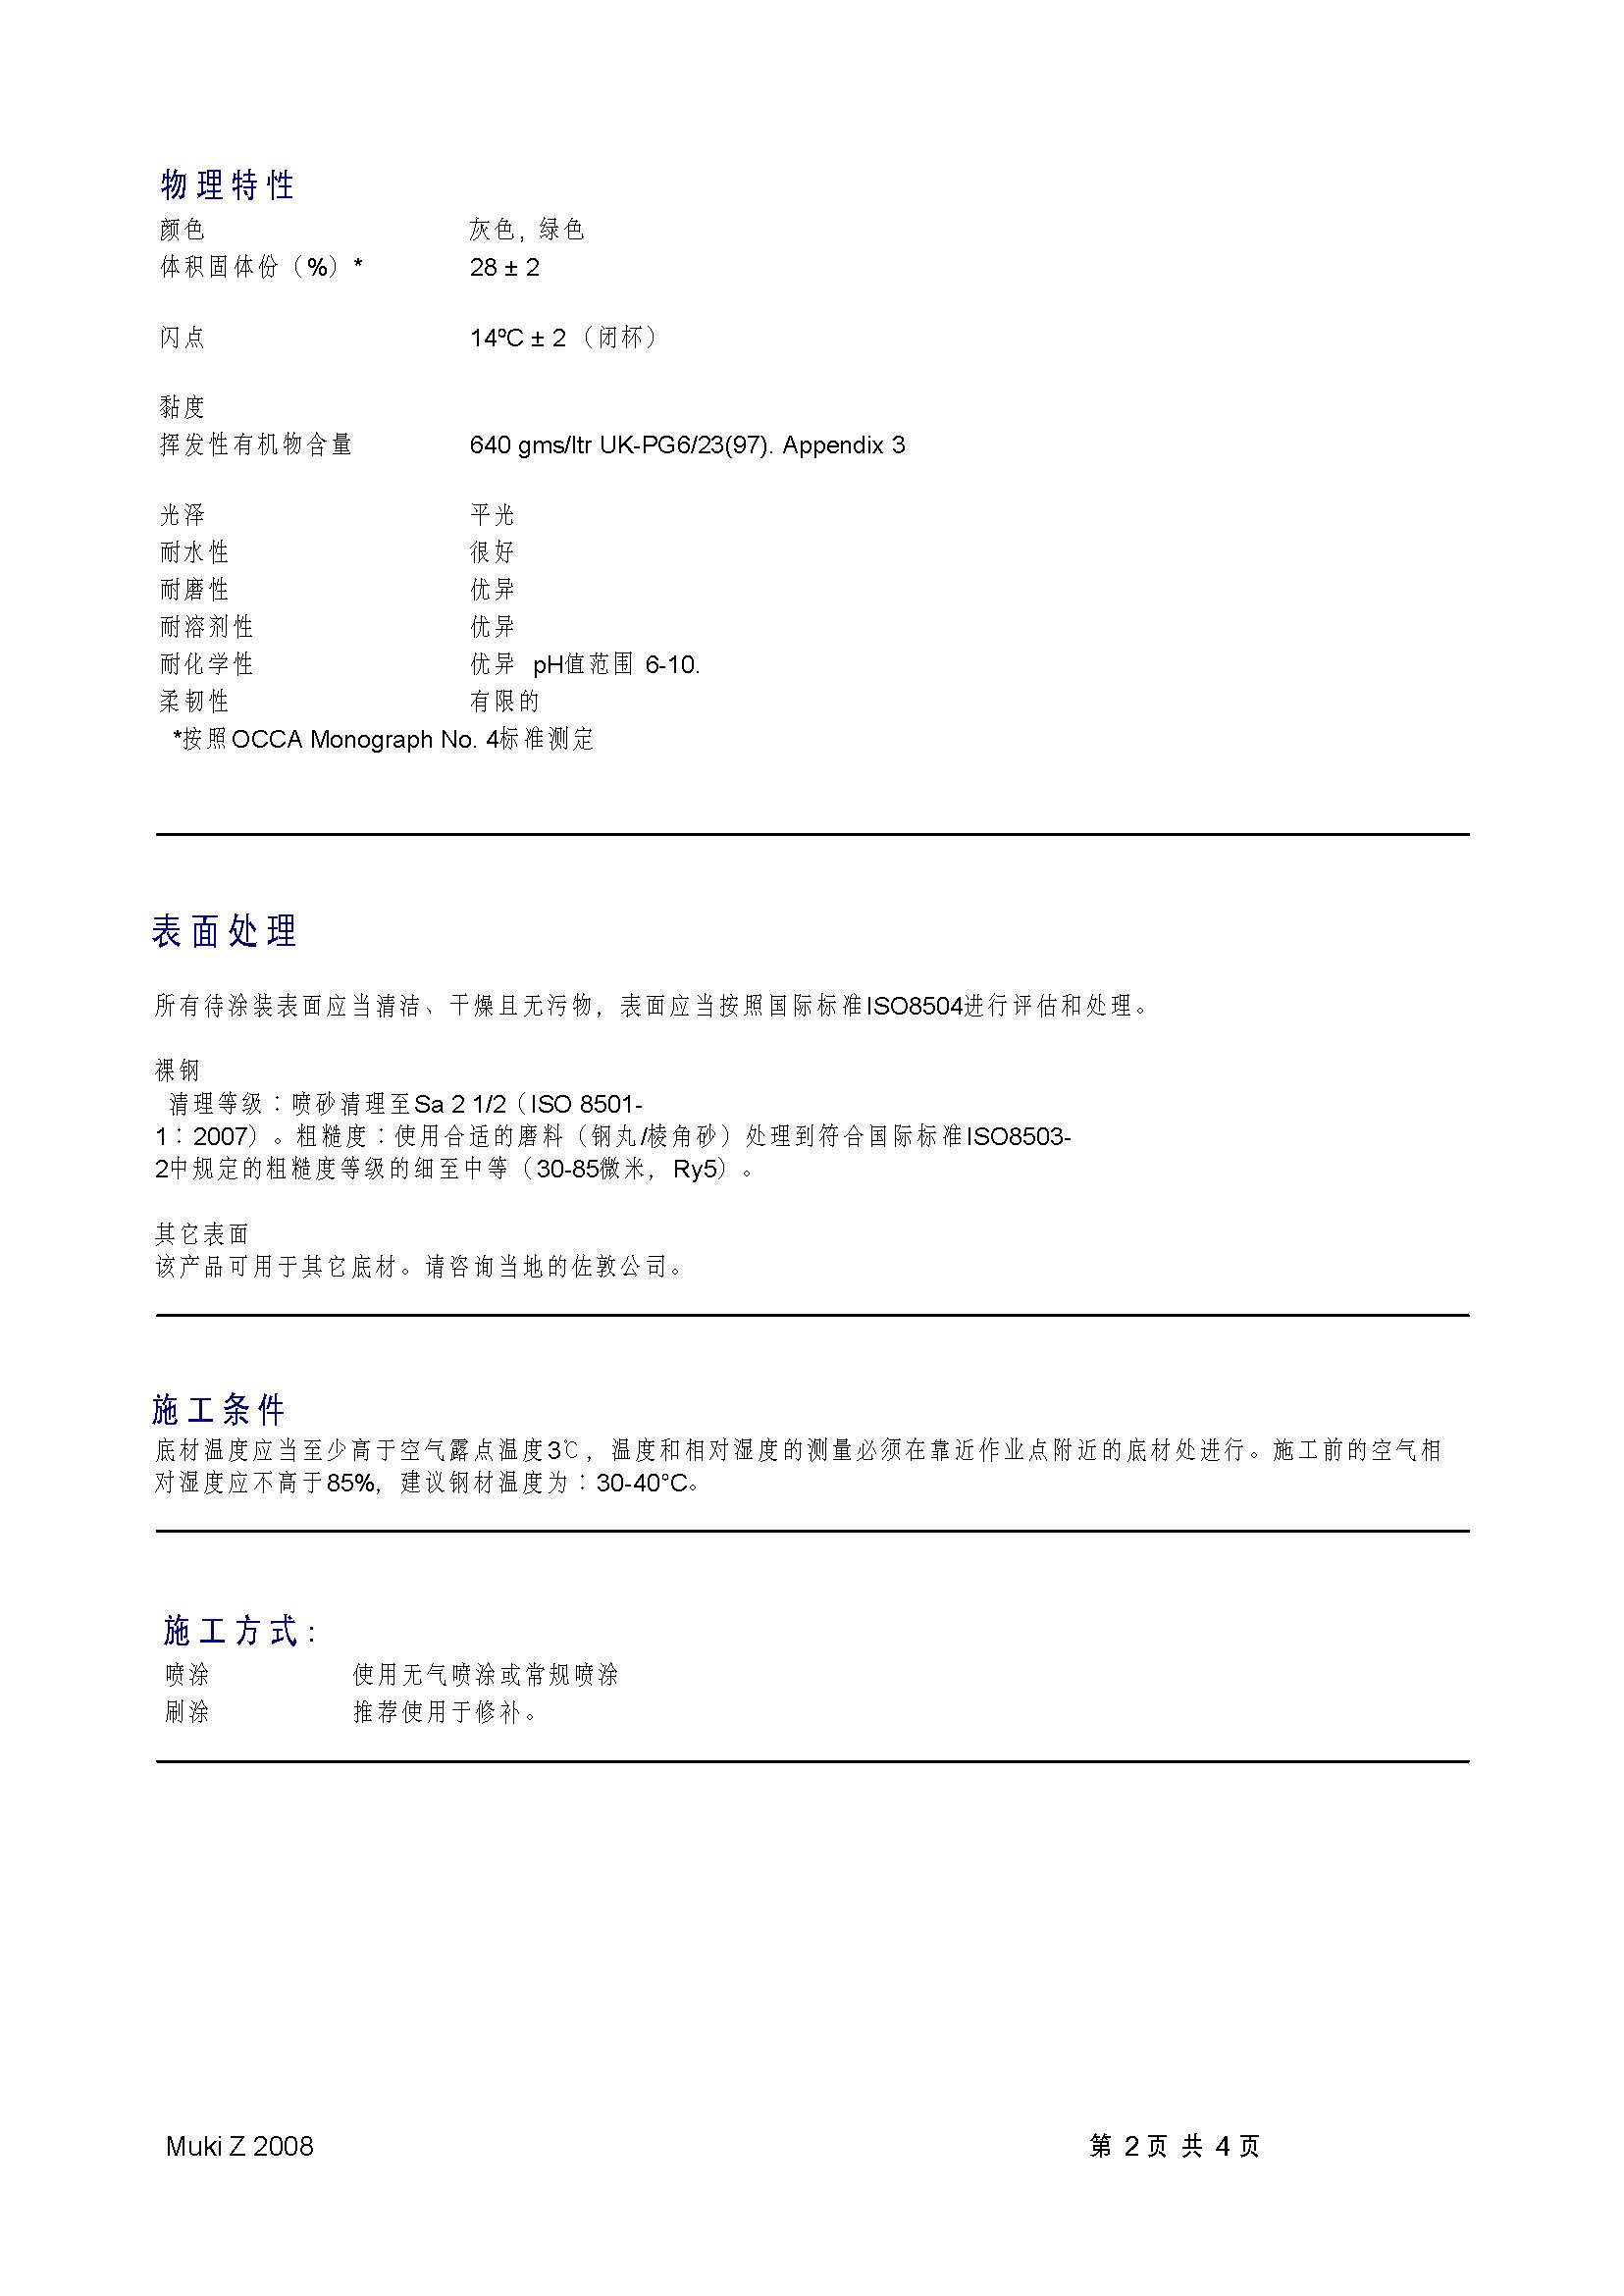 物理特性
颜色 灰色, 绿色
体积固体份（%）* 28 ± 2
闪点 14ºC ± 2 （闭杯）
黏度
挥发性有机物含量 640 gms/ltr UK-PG6/23(97). Appendix 3
光泽 平光
耐水性 很好
耐磨性 优异
耐溶剂性 优异
耐化学性 优异 pH值范围 6-10.
柔韧性 有限的
*按照OCCA Monograph No. 4标准测定
表面处理
所有待涂装表面应当清洁、干燥且无污物，表面应当按照国际标准ISO8504进行评估和处理。
裸钢
清理等级：喷砂清理至Sa 2 1/2（ISO 8501-
1：2007）。粗糙度：使用合适的磨料（钢丸/棱角砂）处理到符合国际标准ISO8503-
2中规定的粗糙度等级的细至中等（30-85微米，Ry5）。
其它表面
该产品可用于其它底材。请咨询当地的佐敦公司。
施工条件
底材温度应当至少高于空气露点温度3℃，温度和相对湿度的测量必须在靠近作业点附近的底材处进行。施工前的空气相
对湿度应不高于85%，建议钢材温度为：30-40°C。
施工方式:
喷涂 使用无气喷涂或常规喷涂
刷涂 推荐使用于修补。
Muki Z 2008 第 2 页 共 4 页